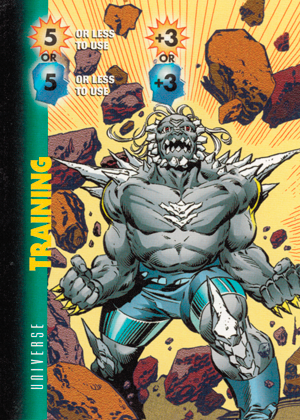 5 OR LESS TO USE
OR
5 OR LESS TO USE
+3
OR
+3
TRAINING
UNIVERSE